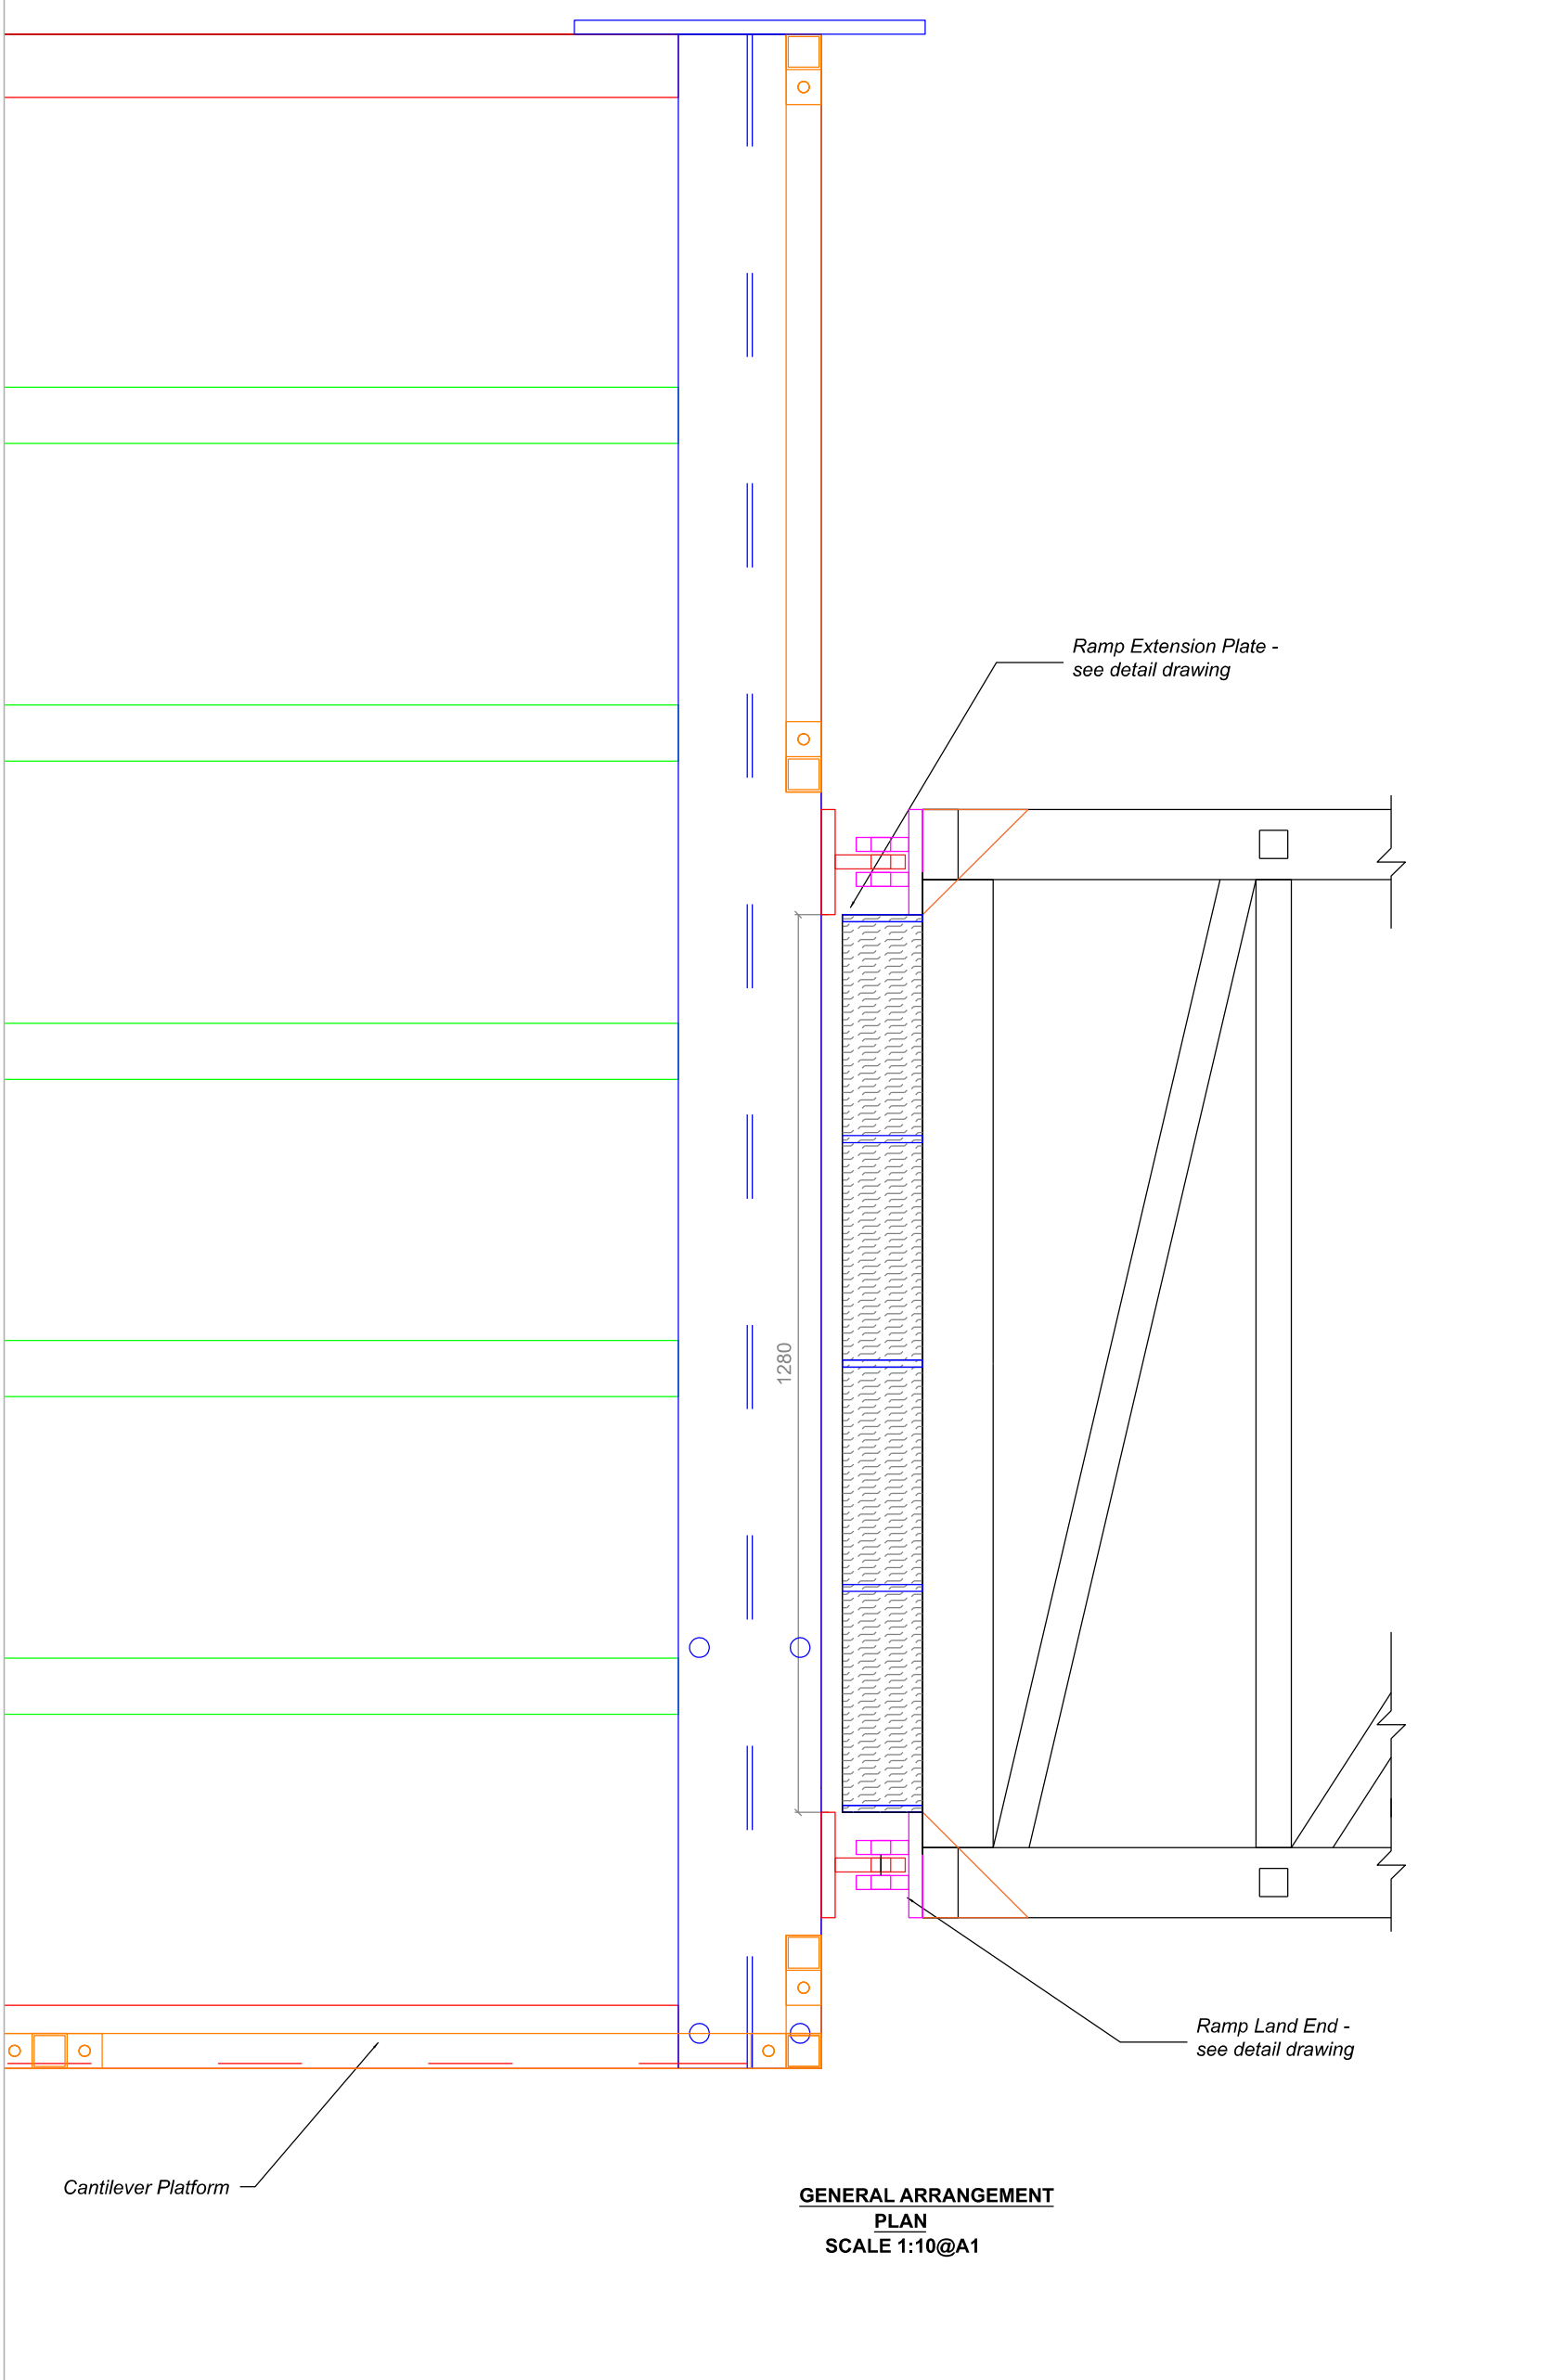 Ramp Extension Plate -
see detail drawing
1280
Ramp Land End -
see detail drawing
Cantilever Platform
GENERAL ARRANGEMENT
PLAN
SCALE 1:10@A1